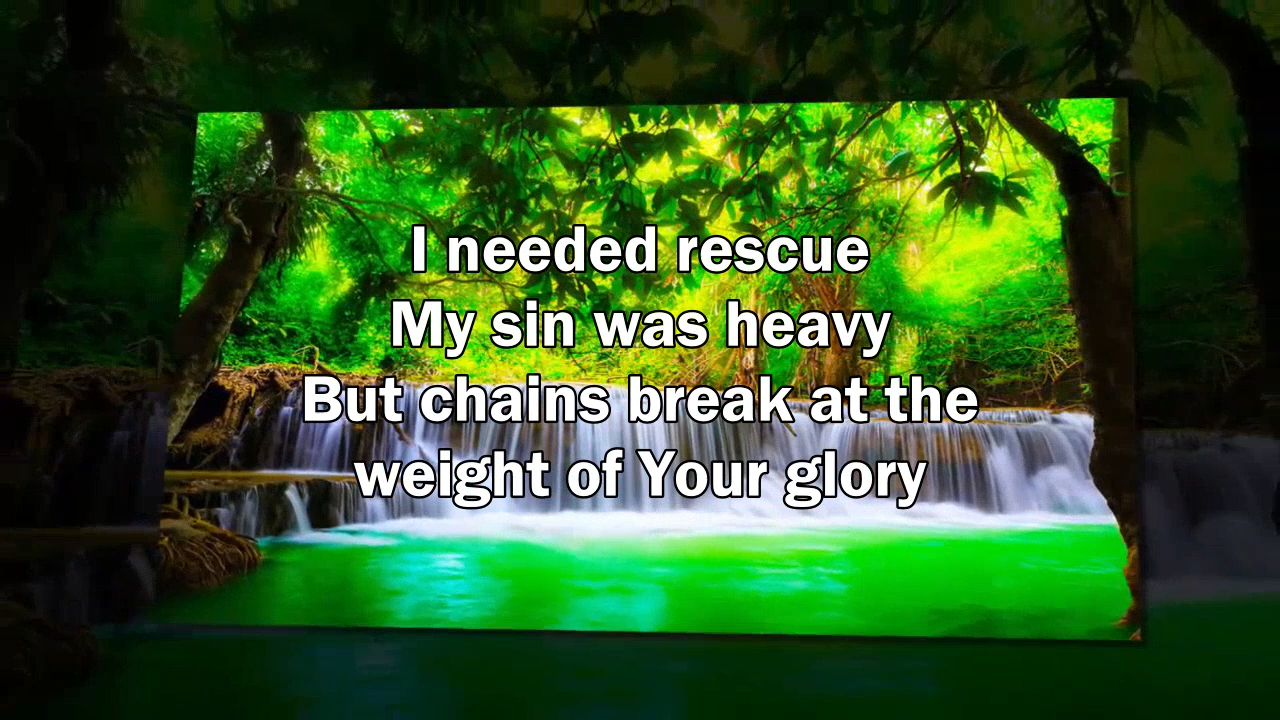 I needed rescue
My sin was heavy
But chains break at the
weight of Your glory